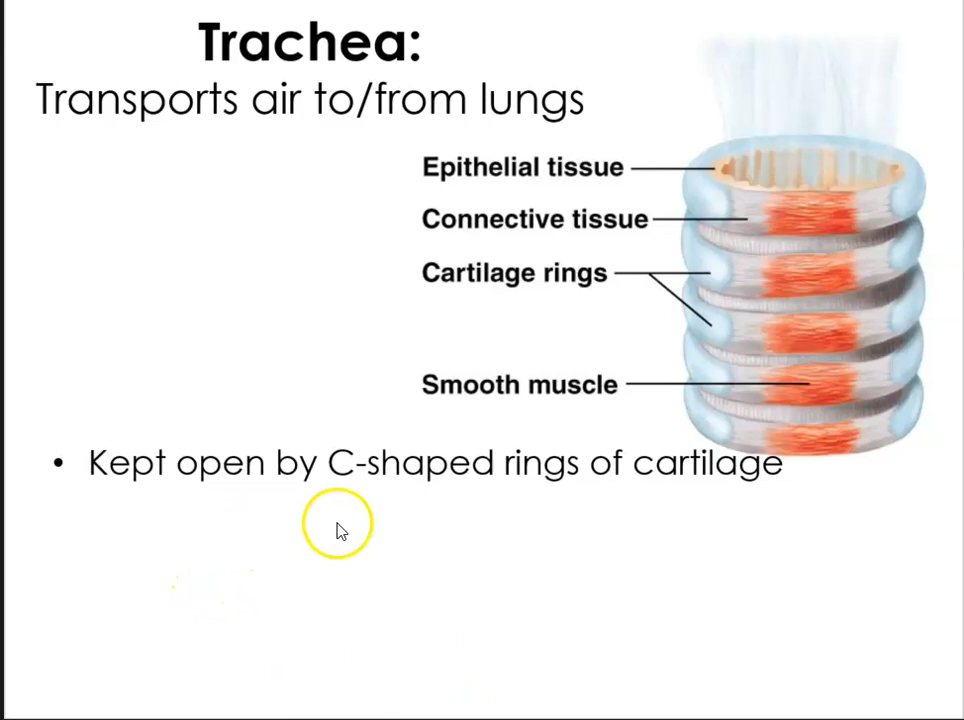 Trachea:
Transports air to/from lungs
Epithelial tissue
Connective tissue
Cartilage rings
Smooth muscle
• Kept open by C-shaped rings of cartilage